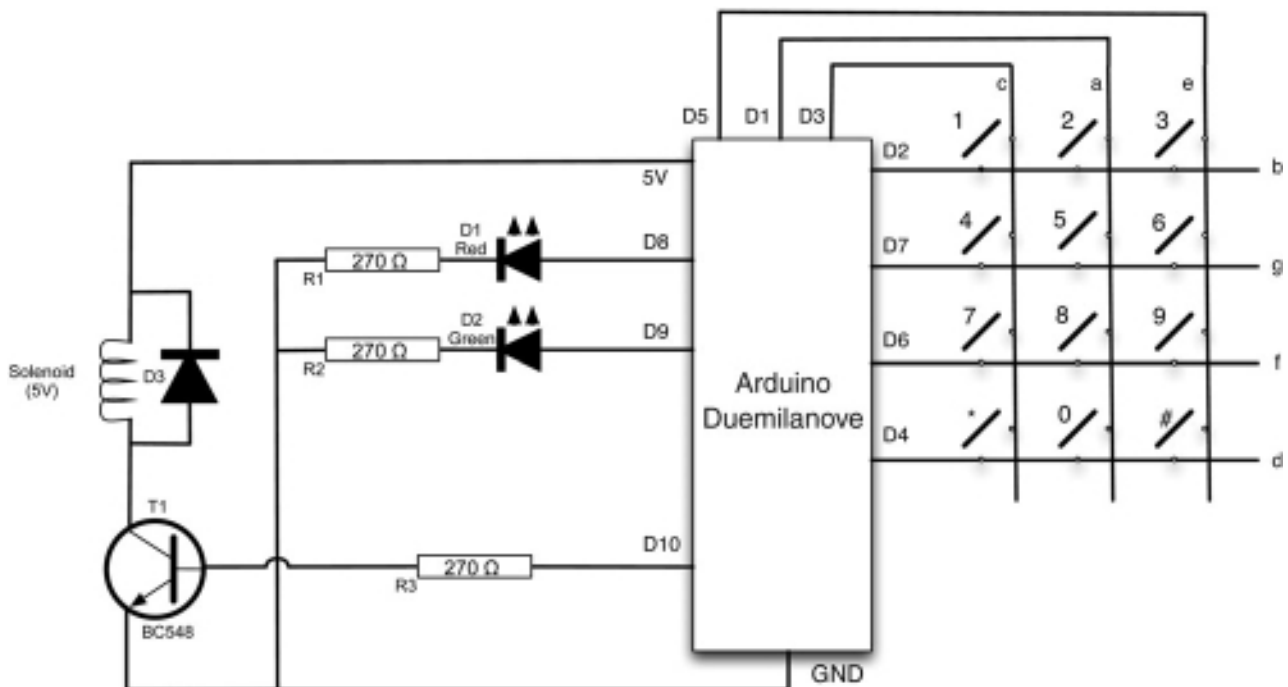 D5 D1 D3
c a e
1 2 3
D2
b
5V
D1
Red
D8
4 5 6
D7
g
270 Ω
R1
D2
Green
D9
7 8 9
D6
f
270 Ω
R2
Solenoid
(5V)
D3
Arduino
Duemilanove
* 0 #
D4
d
T1
D10
270 Ω
R3
BC548
GND